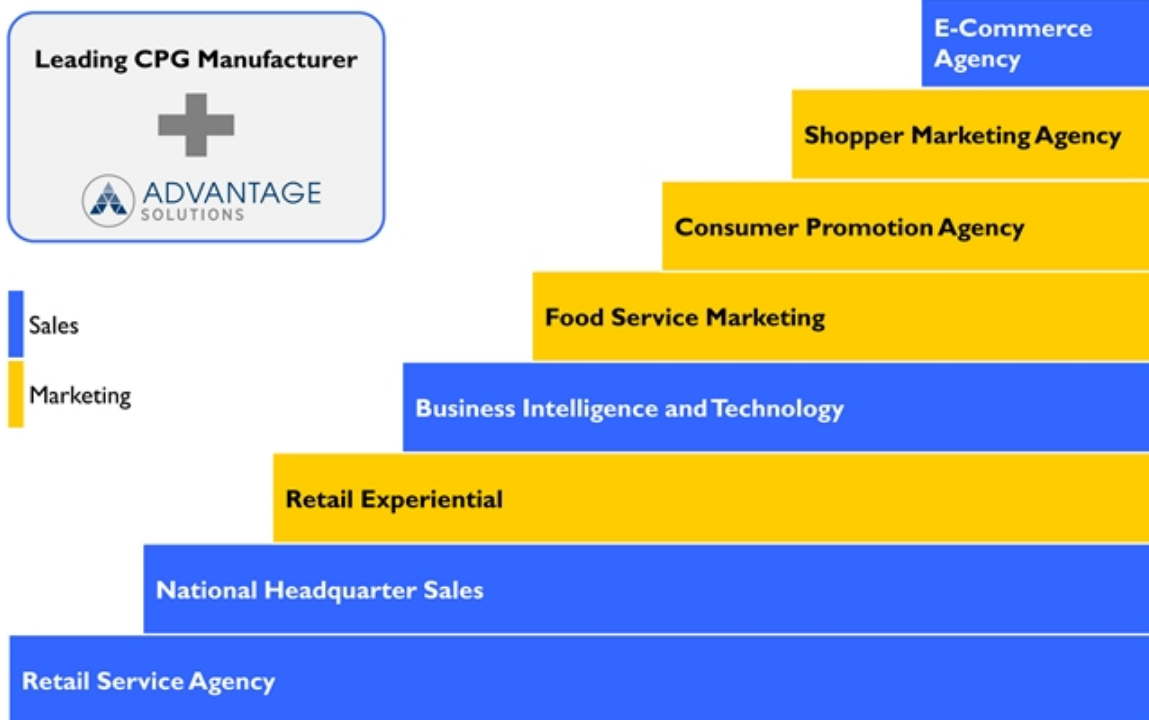 Leading CPG Manufacturer
ADVANTAGE
SOLUTIONS
Sales
Marketing
E-Commerce
Agency
Shopper Marketing Agency
Consumer Promotion Agency
Food Service Marketing
Business Intelligence and Technology
Retail Experiential
National Headquarter Sales
Retail Service Agency